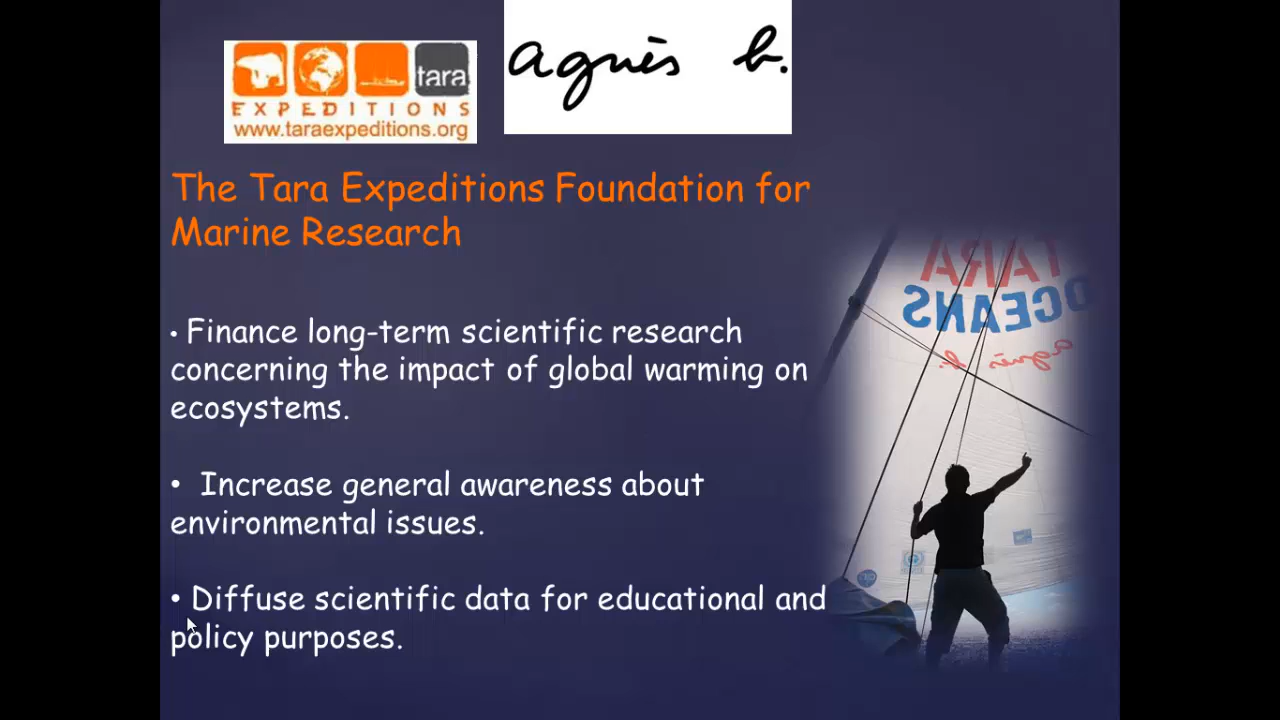 tara
EXPEDITIONS
www.taraexpeditions.org
agnès b.
The Tara Expeditions Foundation for
Marine Research
• Finance long-term scientific research
concerning the impact of global warming on
ecosystems.
• Increase general awareness about
environmental issues.
• Diffuse scientific data for educational and
policy purposes.
TARA
OCEANS
agnès b.